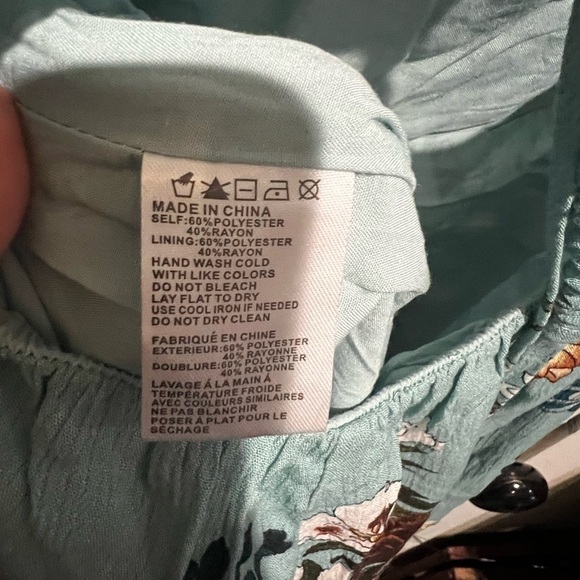 MADE IN CHINA
SELF:60%POLYESTER
40%RAYON
LINING:60%POLYESTER
40%RAYON
HAND WASH COLD
WITH LIKE COLORS
DO NOT BLEACH
LAY FLAT TO DRY
USE COOL IRON IF NEEDED
DO NOT DRY CLEAN
FABRIQUÉ EN CHINE
EXTERIEUR:60% POLYESTER
40% RAYONNE
DOUBLURE:60% POLYESTER
40% RAYONNE
LAVAGE Á LA MAIN Á
TEMPÉRATURE FROIDE
AVEC COULEURS SIMILAIRES
NE PAS BLANCHIR
POSER Á PLAT POUR LE
SÉCHAGE